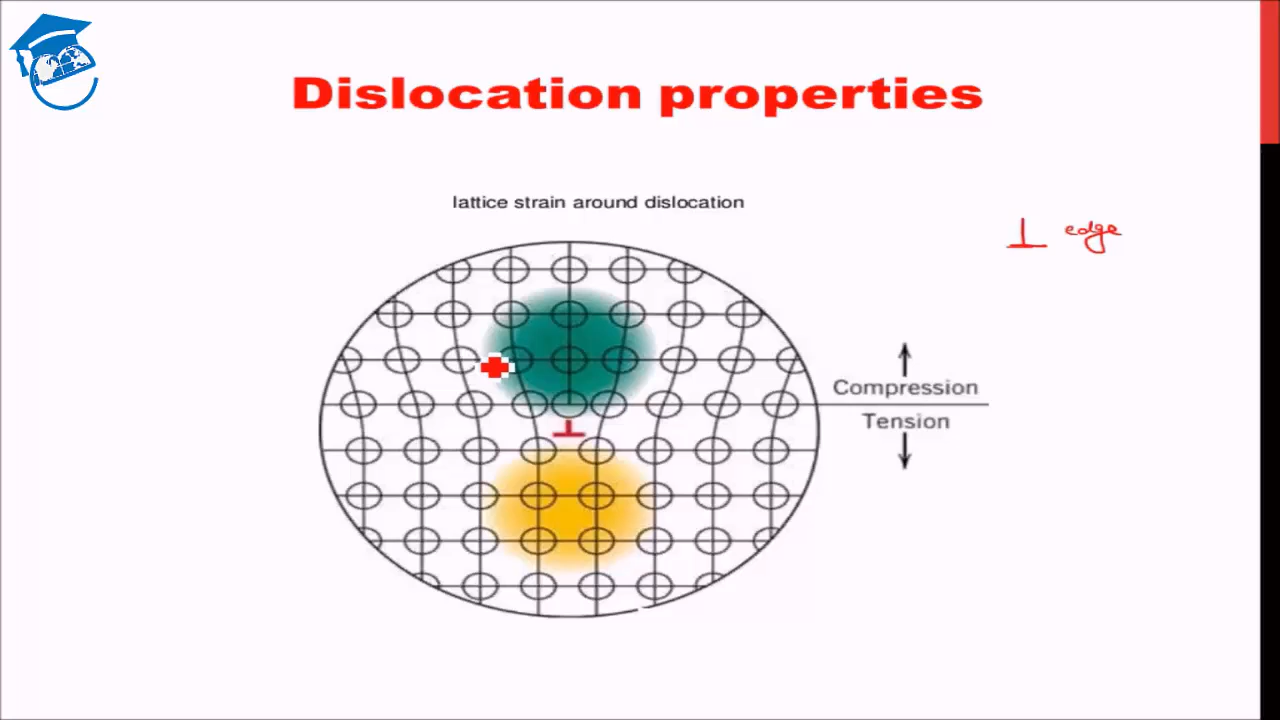 Dislocation properties
lattice strain around dislocation
⊥ edge
Compression
Tension